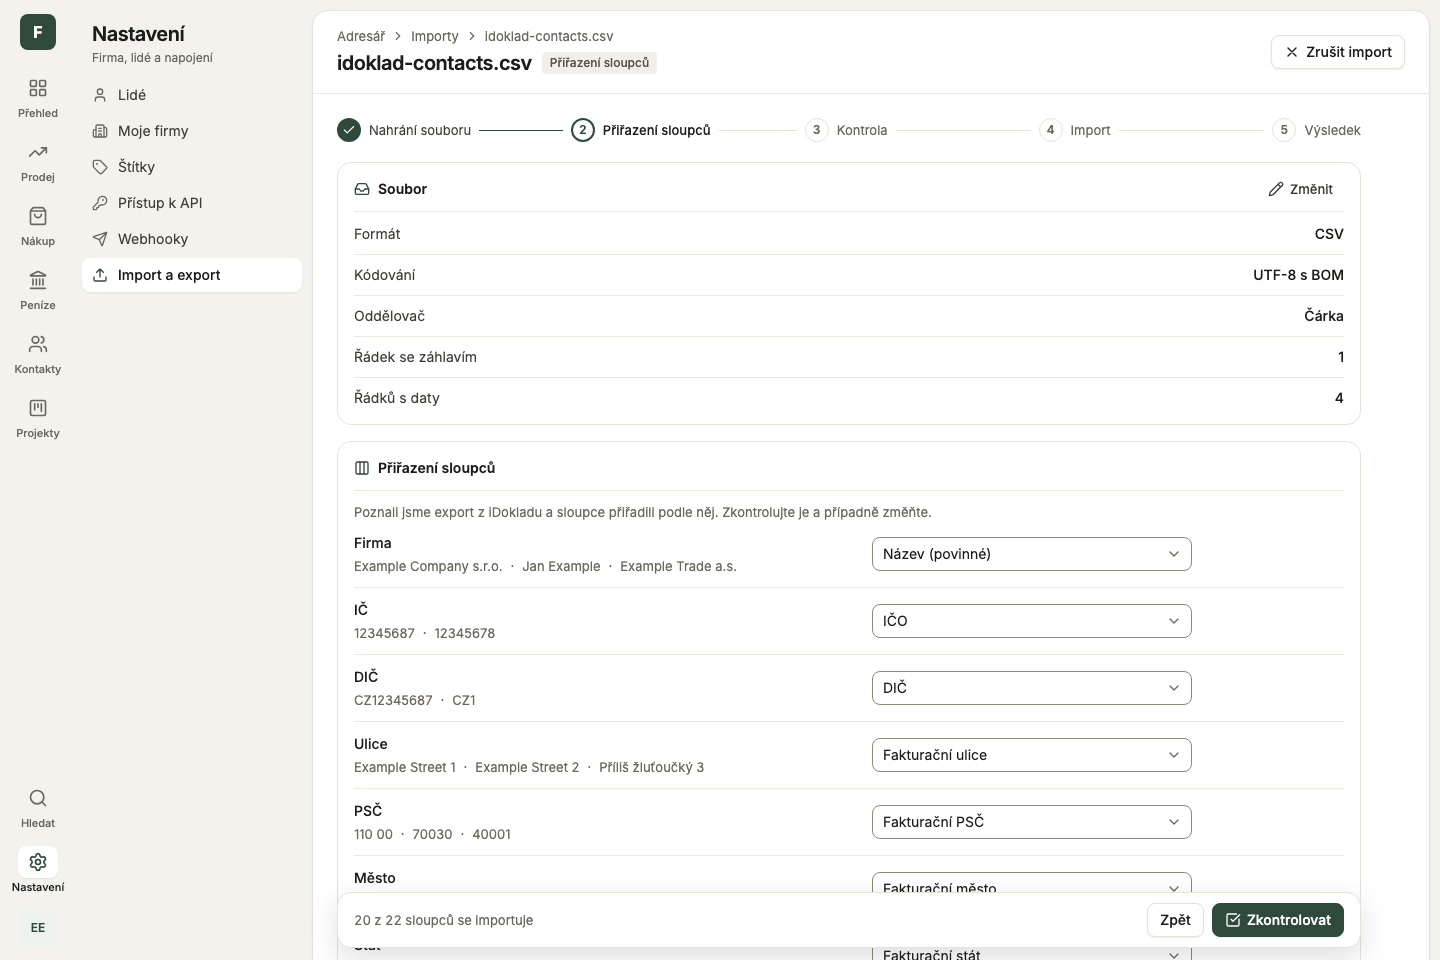 F
Přehled
Prodej
Nákup
Peníze
Kontakty
Projekty
Hledat
Nastavení
EE
Nastavení
Firma, lidé a napojení
Lidé
Moje firmy
Štítky
Přístup k API
Webhooky
Import a export
Adresář > Importy > idoklad-contacts.csv
idoklad-contacts.csv Přiřazení sloupců
Zrušit import
Nahrání souboru 2 Přiřazení sloupců 3 Kontrola 4 Import 5 Výsledek
Soubor Změnit
Formát CSV
Kódování UTF-8 s BOM
Oddělovač Čárka
Řádek se záhlavím 1
Řádků s daty 4
Přiřazení sloupců
Poznali jsme export z iDokladu a sloupce přiřadili podle něj. Zkontrolujte je a případně změňte.
Firma
Example Company s.r.o. · Jan Example · Example Trade a.s.
Název (povinné)
IČ
12345687 · 12345678
IČO
DIČ
CZ12345687 · CZ1
DIČ
Ulice
Example Street 1 · Example Street 2 · Příliš žluťoučký 3
Fakturační ulice
PSČ
110 00 · 70030 · 40001
Fakturační PSČ
Město
Fakturační město
20 z 22 sloupců se importuje
Zpět
Zkontrolovat
Stát
Fakturační stát